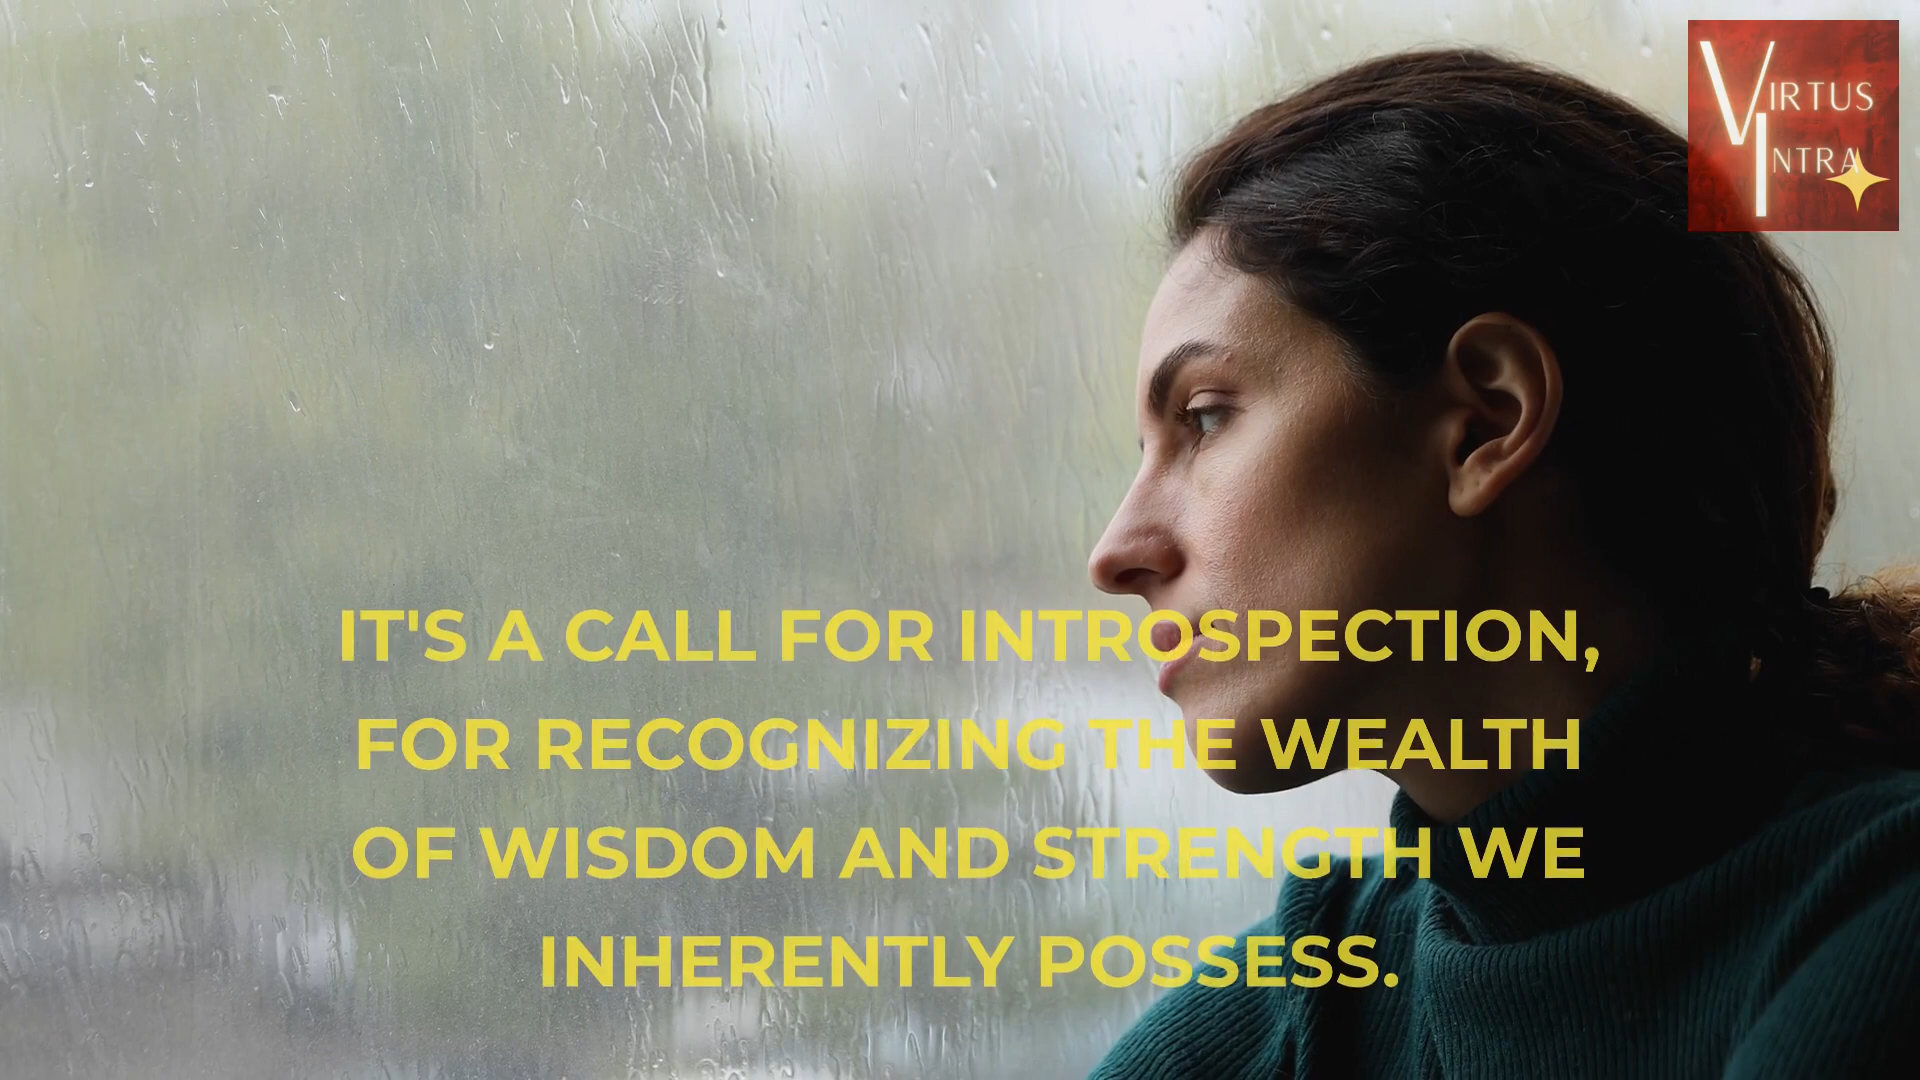 VIRTUS
INTRA
IT'S A CALL FOR INTROSPECTION,
FOR RECOGNIZING THE WEALTH
OF WISDOM AND STRENGTH WE
INHERENTLY POSSESS.